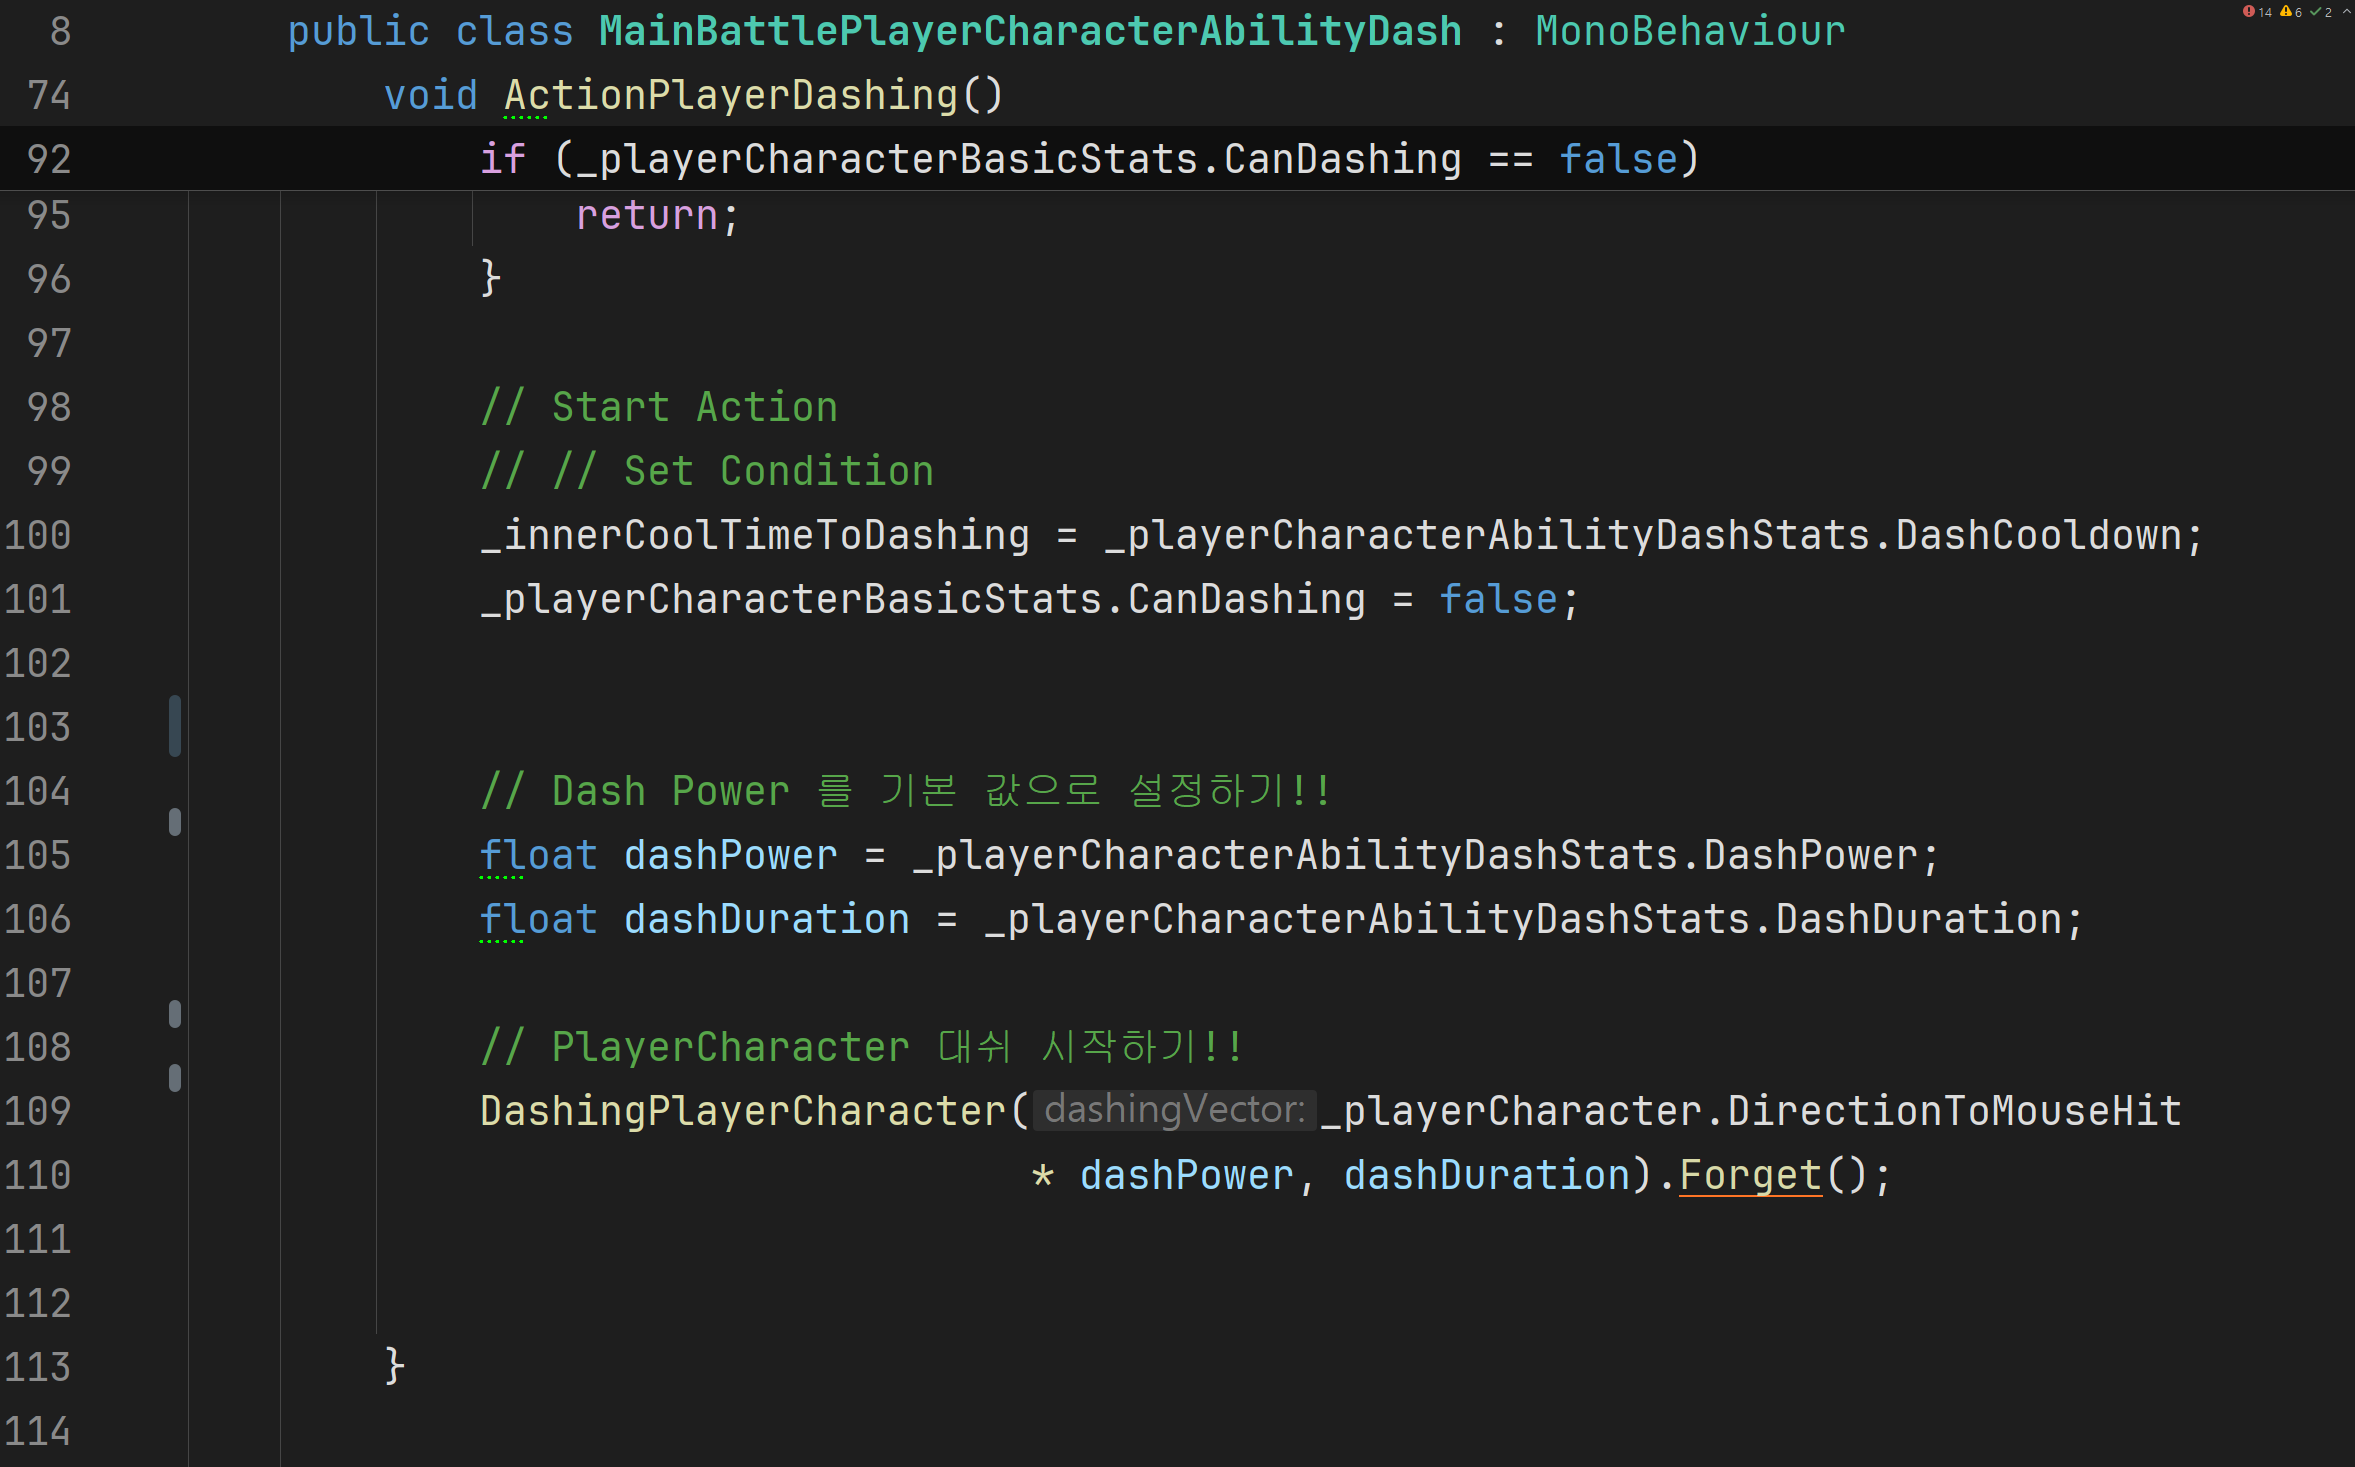 8 public class MainBattlePlayerCharacterAbilityDash : MonoBehaviour
14 6 2
74 void ActionPlayerDashing()
92 if (_playerCharacterBasicStats.CanDashing == false)
95 return;
96 }
97
98 // Start Action
99 // // Set Condition
100 _innerCoolTimeToDashing = _playerCharacterAbilityDashStats.DashCooldown;
101 _playerCharacterBasicStats.CanDashing = false;
102
103
104 // Dash Power 를 기본 값으로 설정하기!!
105 float dashPower = _playerCharacterAbilityDashStats.DashPower;
106 float dashDuration = _playerCharacterAbilityDashStats.DashDuration;
107
108 // PlayerCharacter 대쉬 시작하기!!
109 DashingPlayerCharacter(dashingVector:_playerCharacter.DirectionToMouseHit
110 * dashPower, dashDuration).Forget();
111
112
113 }
114